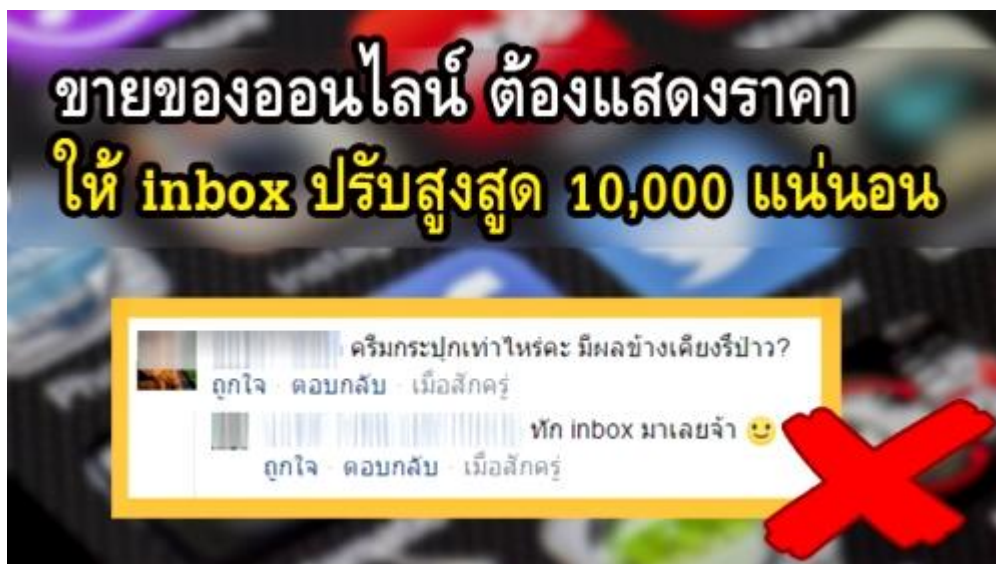 ขายของออนไลน์ ต้องแสดงราคา
ให้ inbox ปรับสูงสุด 10,000 แน่นอน
ครีมกระปุกเท่าไหร่คะ มีผลข้างเคียงรึป่าว?
ถูกใจ · ตอบกลับ · เมื่อสักครู่
ทัก inbox มาเลยจ้า 🙂
ถูกใจ · ตอบกลับ · เมื่อสักครู่